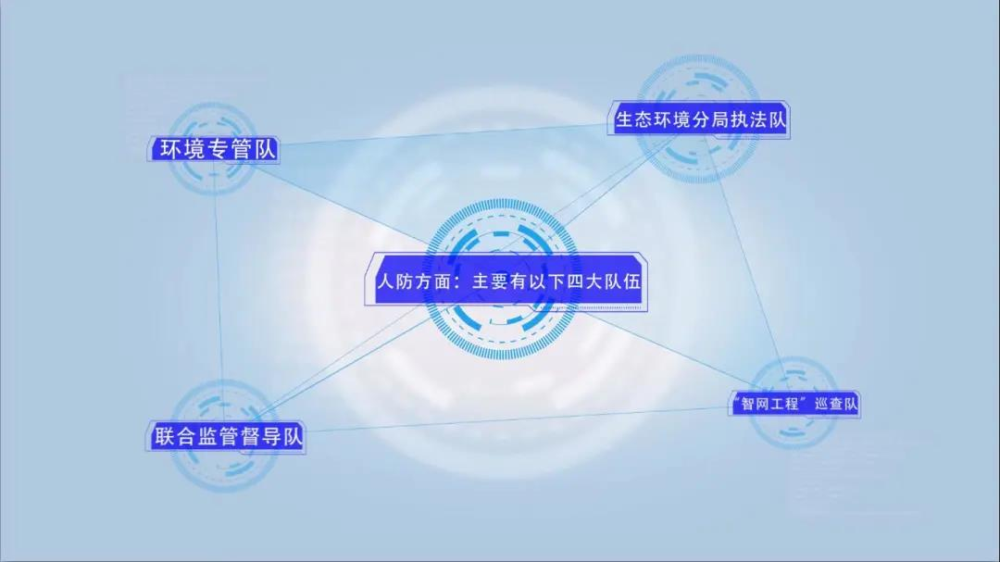 生态环境分局执法队
环境专管队
人防方面：主要有以下四大队伍
“智网工程”巡查队
联合监管督导队